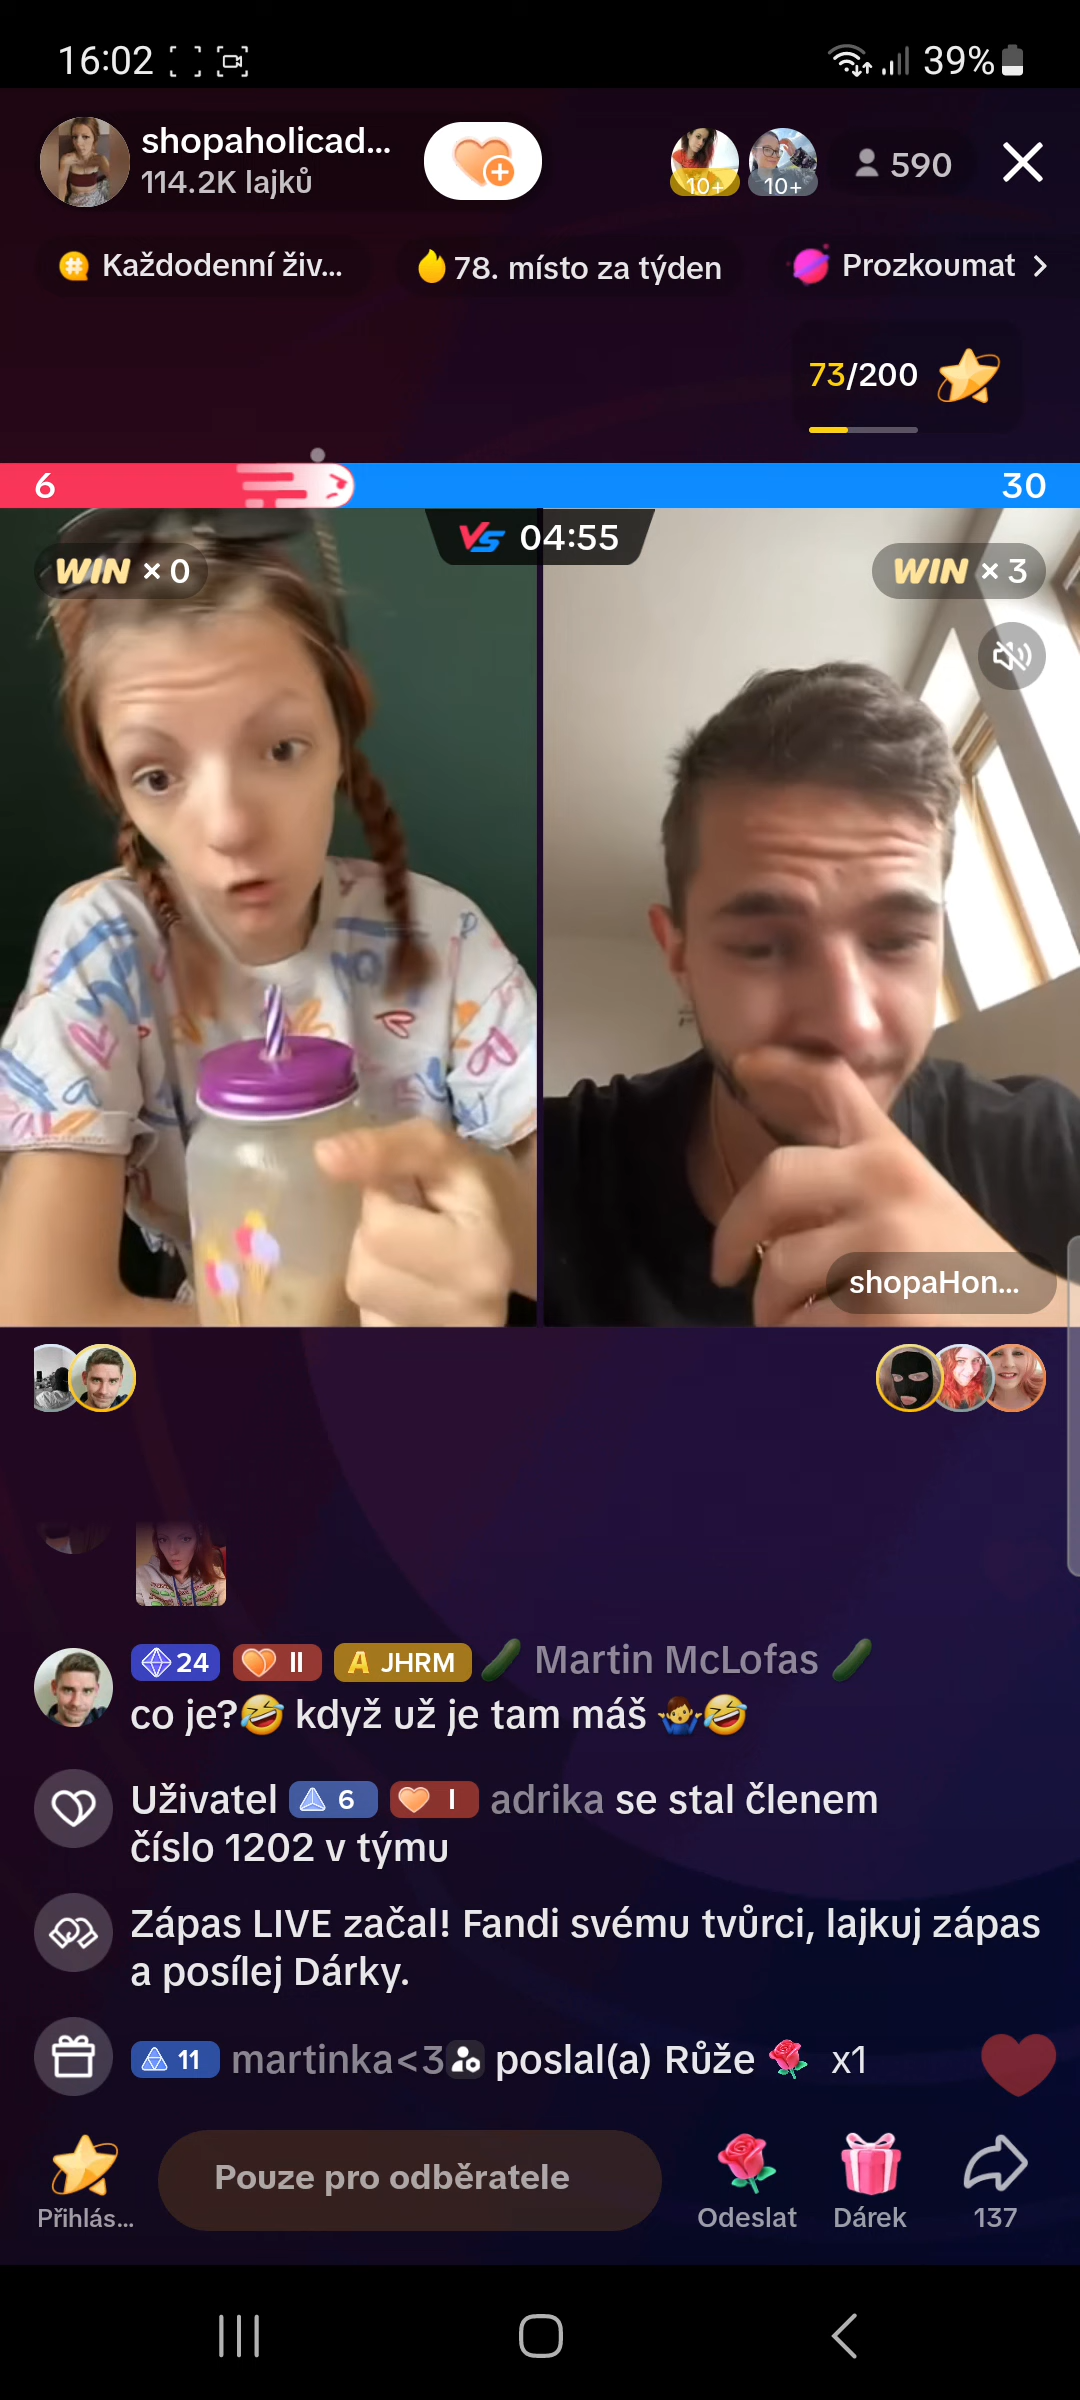 16:02
39%
shopaholicad...
114.2K lajků
10+
10+
590
Každodenní živ...
78. místo za týden
Prozkoumat
73/200
6
30
VS 04:55
WIN × 0
WIN × 3
shopaHon...
24 II A JHRM Martin McLofas
co je?🤣 když už je tam máš 🤷‍♂️🤣
Uživatel 6 I adrika se stal členem
číslo 1202 v týmu
Zápas LIVE začal! Fandi svému tvůrci, lajkuj zápas
a posílej Dárky.
11 martinka<3 poslal(a) Růže 🌹 x1
Pouze pro odběratele
Přihlás...
Odeslat
Dárek
137